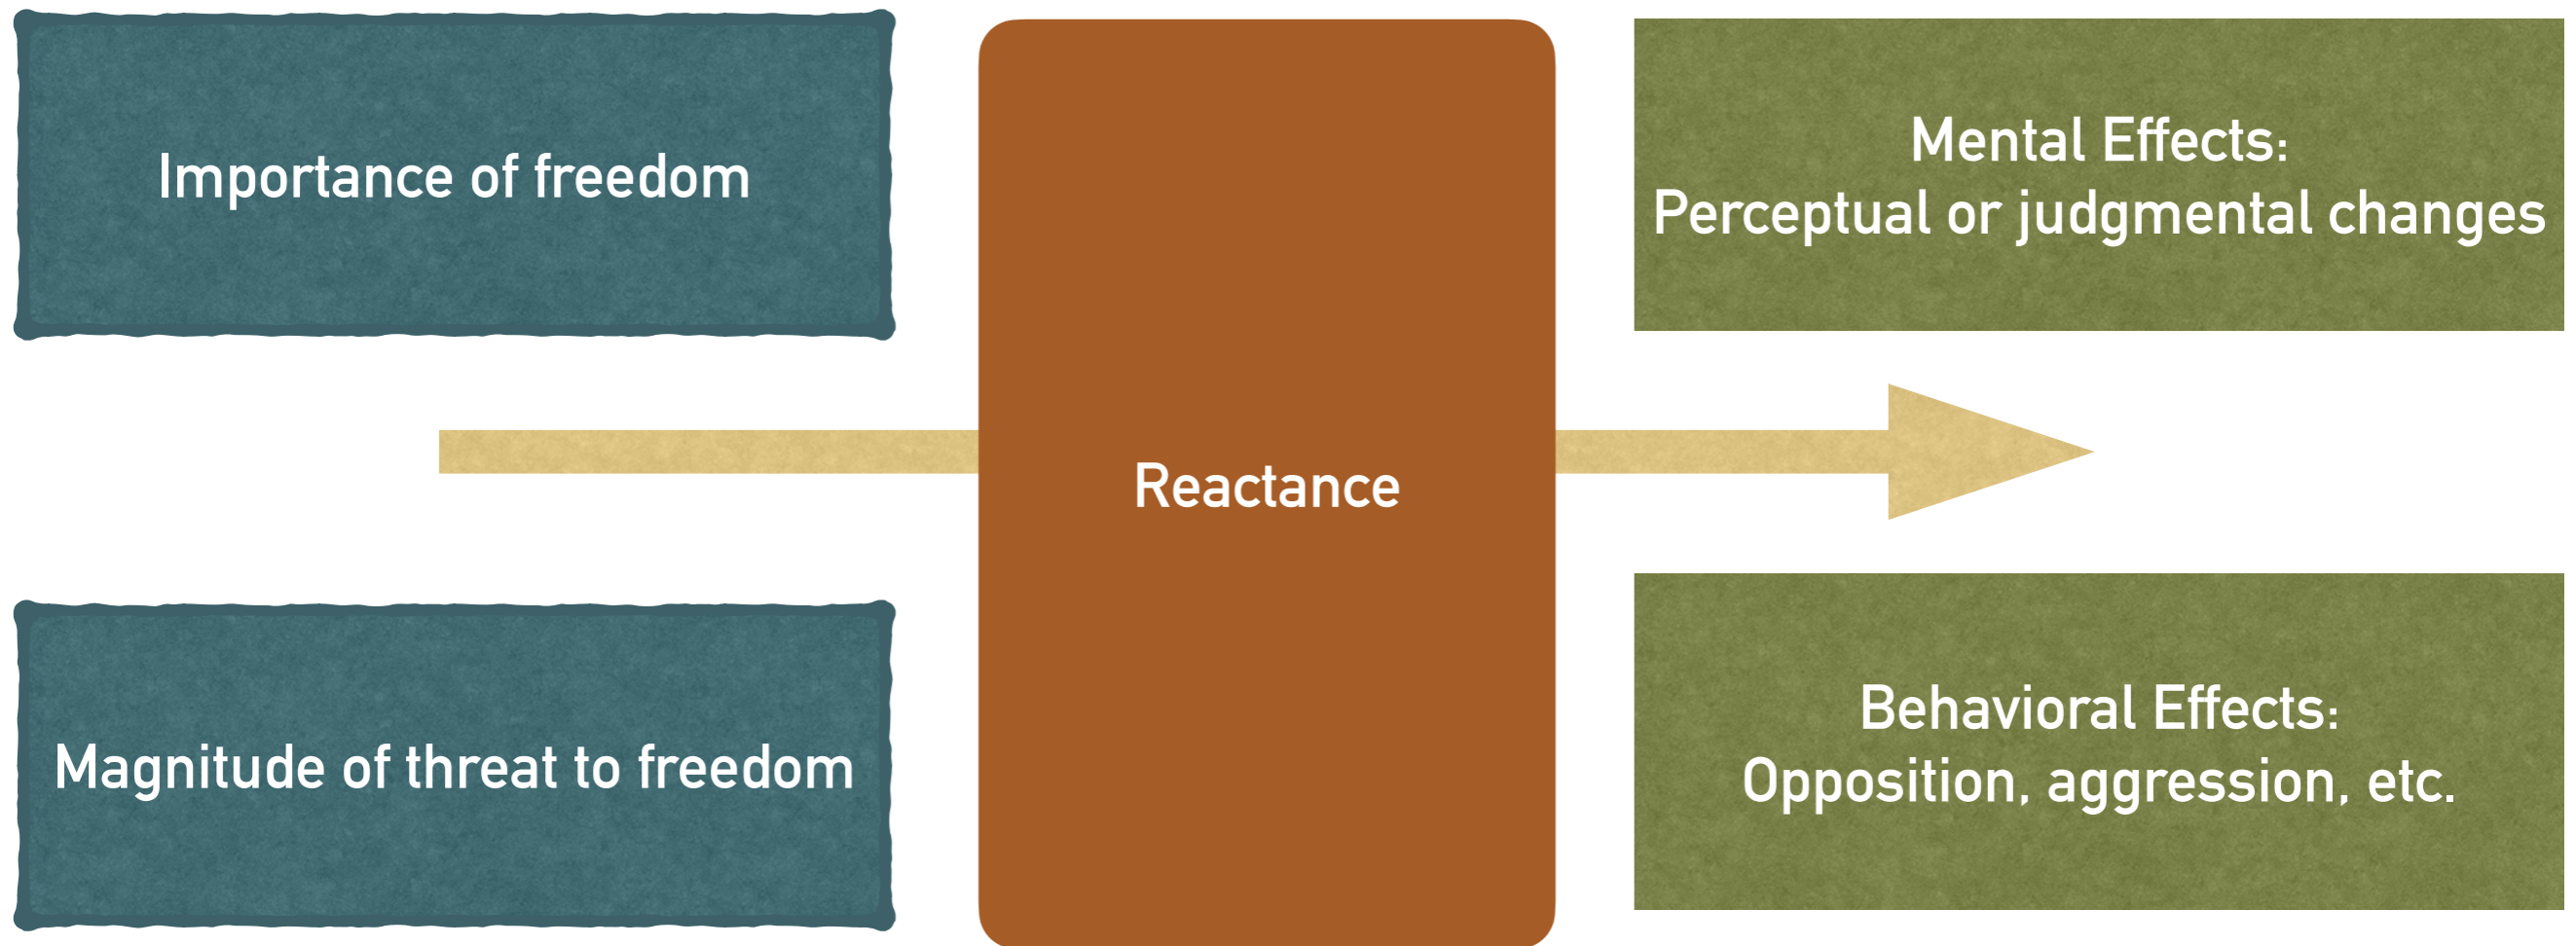 Importance of freedom
Magnitude of threat to freedom
Reactance
Mental Effects:
Perceptual or judgmental changes
Behavioral Effects:
Opposition, aggression, etc.